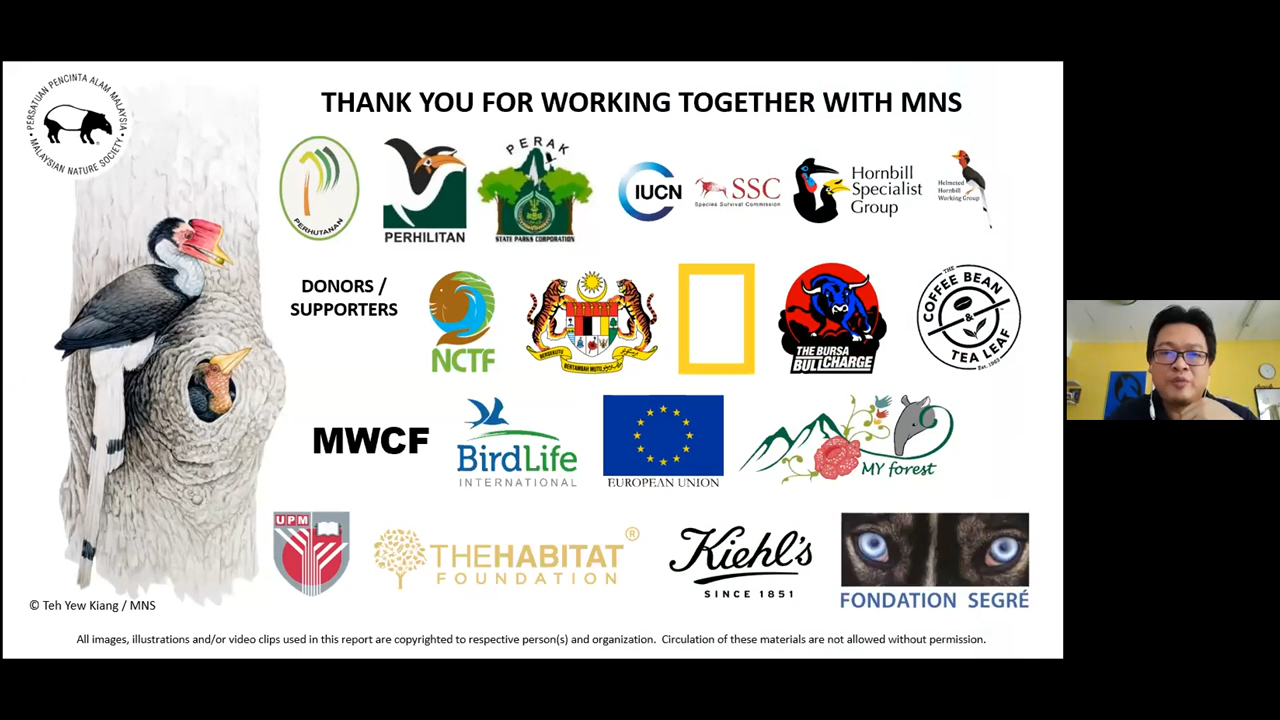 PERSATUAN PENCINTA ALAM MALAYSIA
MALAYSIAN NATURE SOCIETY
THANK YOU FOR WORKING TOGETHER WITH MNS
PERHUTANAN
PERHILITAN
PERAK
STATE PARKS CORPORATION
IUCN
SSC
Species Survival Commission
Hornbill
Specialist
Group
Helmeted
Hornbill
Working Group
DONORS /
SUPPORTERS
NCTF
BERSEKUTU
BERTAMBAH MUTU
THE BURSA
BULL CHARGE
THE
COFFEE BEAN
&
TEA LEAF
Est. 1963
MWCF
BirdLife
INTERNATIONAL
EUROPEAN UNION
MY forest
UPM
THE HABITAT ®
FOUNDATION
Kiehl's
SINCE 1851
FONDATION SEGRÉ
© Teh Yew Kiang / MNS
All images, illustrations and/or video clips used in this report are copyrighted to respective person(s) and organization. Circulation of these materials are not allowed without permission.